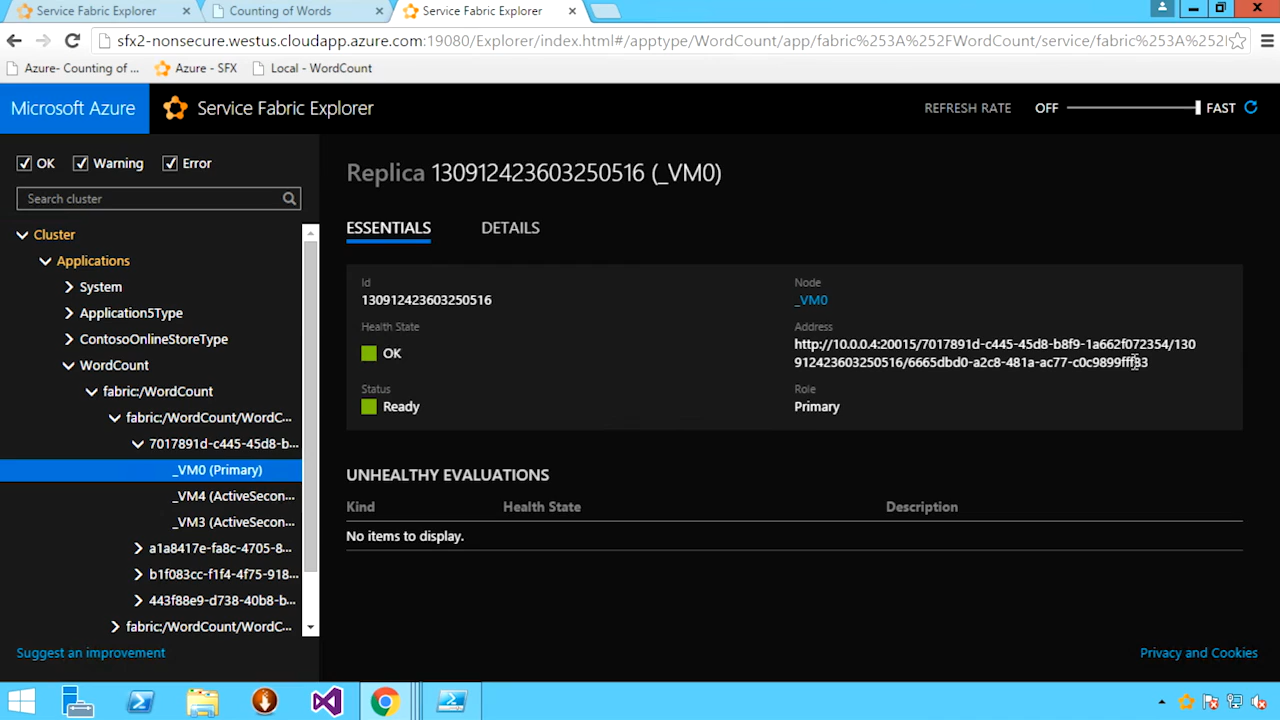 Service Fabric Explorer
Counting of Words
Service Fabric Explorer
sfx2-nonsecure.westus.cloudapp.azure.com:19080/Explorer/index.html#/apptype/WordCount/app/fabric%253A%252FWordCount/service/fabric%253A%252
Azure- Counting of ...
Azure - SFX
Local - WordCount
Microsoft Azure
Service Fabric Explorer
REFRESH RATE OFF FAST
OK Warning Error
Search cluster
Cluster
Applications
System
Application5Type
ContosoOnlineStoreType
WordCount
fabric:/WordCount
fabric:/WordCount/WordC...
7017891d-c445-45d8-b...
_VM0 (Primary)
_VM4 (ActiveSecon...
_VM3 (ActiveSecon...
a1a8417e-fa8c-4705-8...
b1f083cc-f1f4-4f75-918...
443f88e9-d738-40b8-b...
fabric:/WordCount/WordC...
Suggest an improvement
Replica 130912423603250516 (_VM0)
ESSENTIALS DETAILS
Id
130912423603250516
Health State
OK
Status
Ready
Node
_VM0
Address
http://10.0.0.4:20015/7017891d-c445-45d8-b8f9-1a662f072354/130
912423603250516/6665dbd0-a2c8-481a-ac77-c0c9899fff33
Role
Primary
UNHEALTHY EVALUATIONS
Kind Health State Description
No items to display.
Privacy and Cookies